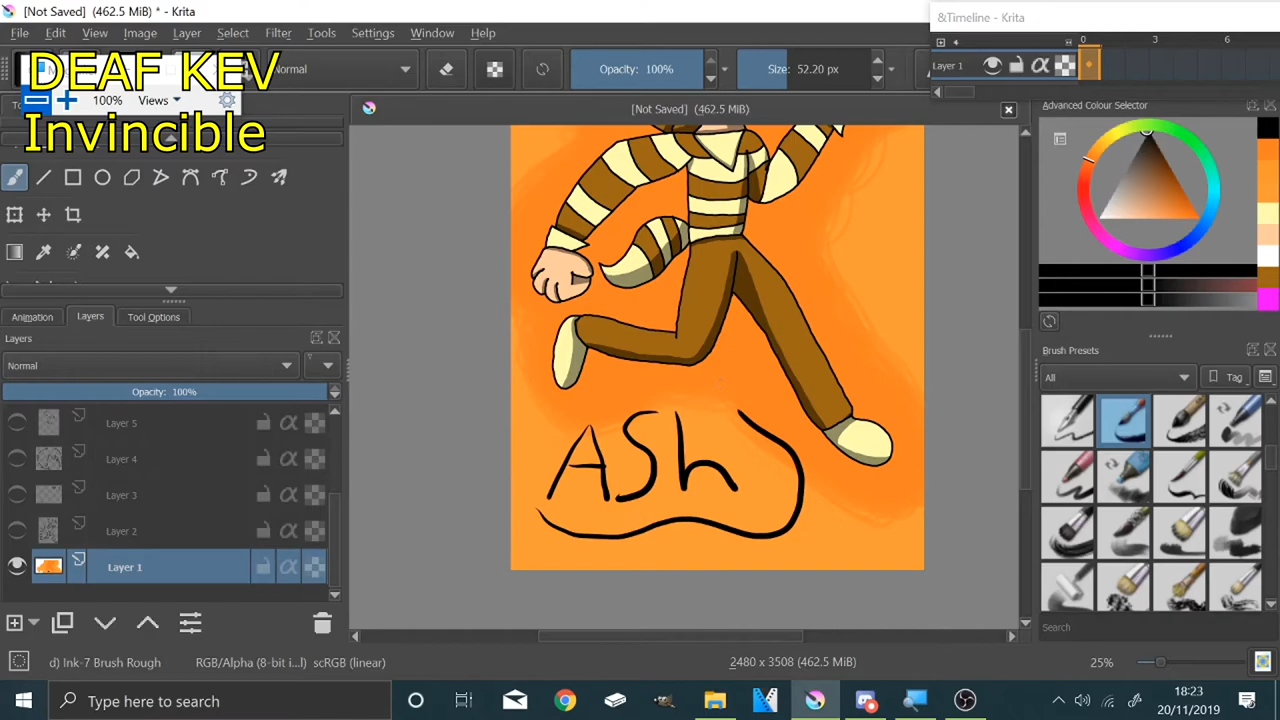 [Not Saved] (462.5 MiB) * - Krita
&Timeline - Krita
File Edit View Image Layer Select Filter Tools Settings Window Help
DEAF KEV
Invincible
Normal
Opacity: 100%
Size: 52.20 px
0 3 6
Layer 1
100% Views
[Not Saved] (462.5 MiB)
Advanced Colour Selector
Animation Layers Tool Options
Layers
Normal
Opacity: 100%
Layer 5
Layer 4
Layer 3
Layer 2
Layer 1
Brush Presets
All
Tag
Search
ASh
d) Ink-7 Brush Rough
RGB/Alpha (8-bit i...l) scRGB (linear)
2480 x 3508 (462.5 MiB)
25%
Type here to search
18:23
20/11/2019